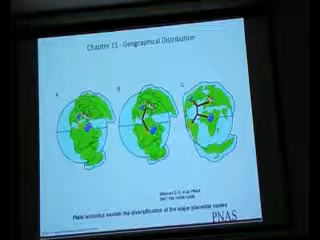 Chapter 11 - Geographical Distribution
A B C
Plate tectonics explain the diversification of the major placental clades
PNAS